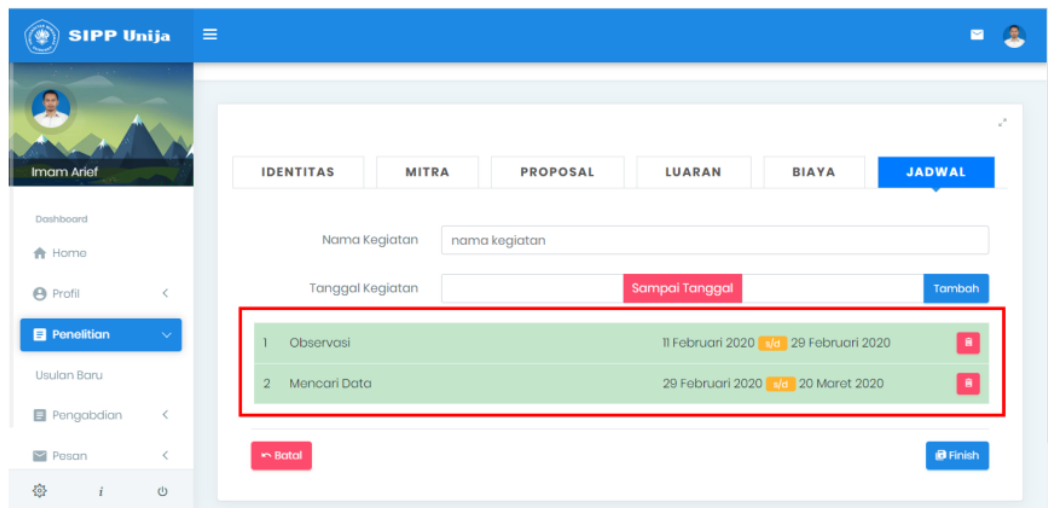 SIPP Unija
Imam Arief
Dashboard
Home
Profil
Penelitian
Usulan Baru
Pengabdian
Pesan
i
IDENTITAS MITRA PROPOSAL LUARAN BIAYA JADWAL
Nama Kegiatan nama kegiatan
Tanggal Kegiatan Sampai Tanggal Tambah
1 Observasi 11 Februari 2020 s/d 29 Februari 2020
2 Mencari Data 29 Februari 2020 s/d 20 Maret 2020
Batal Finish